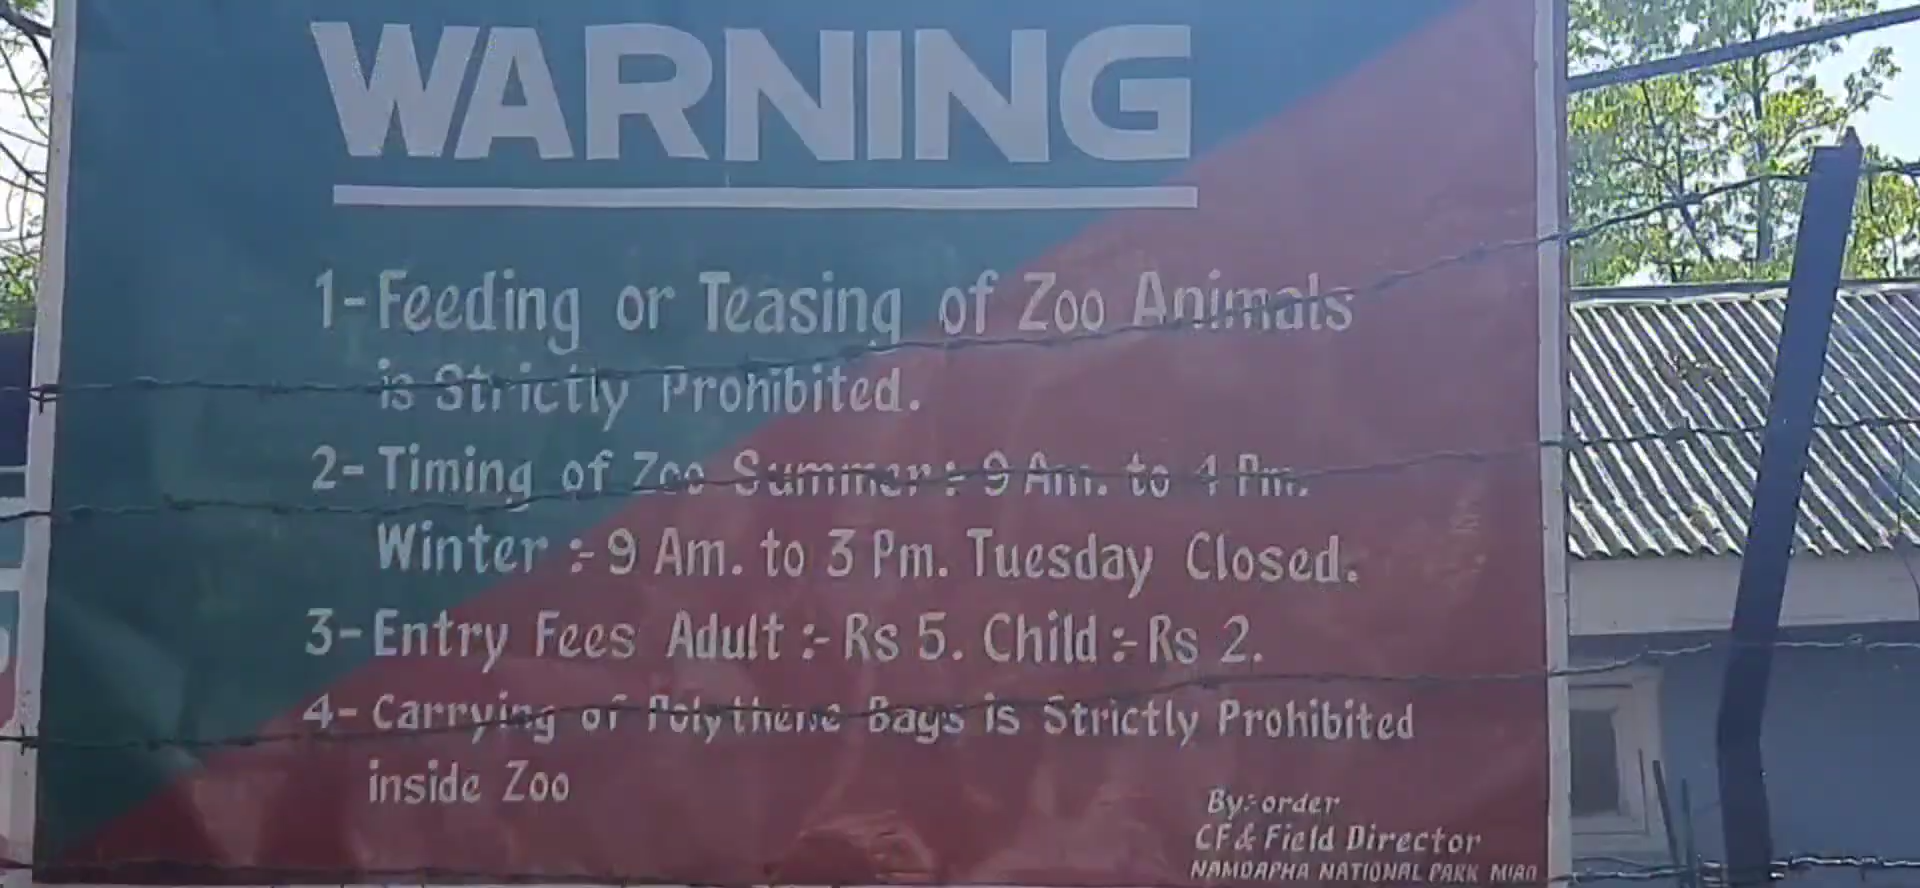 WARNING
1- Feeding or Teasing of Zoo Animals
is Strictly Prohibited.
2- Timing of Zoo Summer :- 9 Am. to 4 Pm.
Winter :- 9 Am. to 3 Pm. Tuesday Closed.
3- Entry Fees Adult :- Rs 5. Child :- Rs 2.
4- Carrying of Polythene Bags is Strictly Prohibited
inside Zoo
By:- order
CF & Field Director
NAMDAPHA NATIONAL PARK MIAO